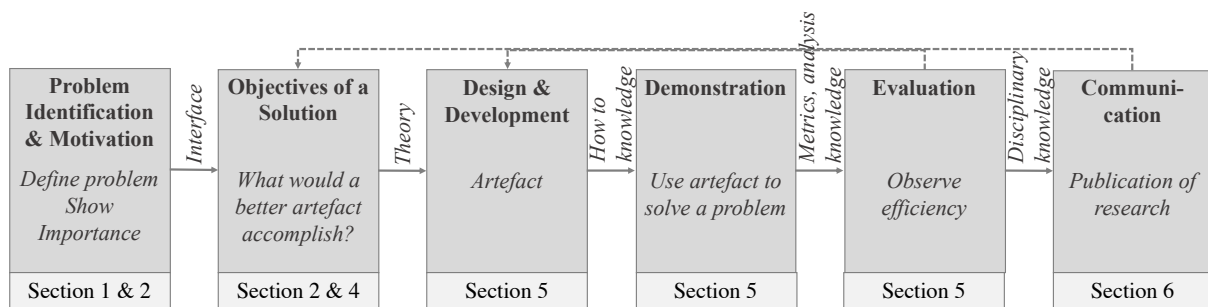 Problem
Identification
& Motivation
Define problem
Show
Importance
Section 1 & 2
Interface
Objectives of a
Solution
What would a
better artefact
accomplish?
Section 2 & 4
Theory
Design &
Development
Artefact
Section 5
How to
knowledge
Demonstration
Use artefact to
solve a problem
Section 5
Metrics, analysis
knowledge
Evaluation
Observe
efficiency
Section 5
Disciplinary
knowledge
Communi-
cation
Publication of
research
Section 6